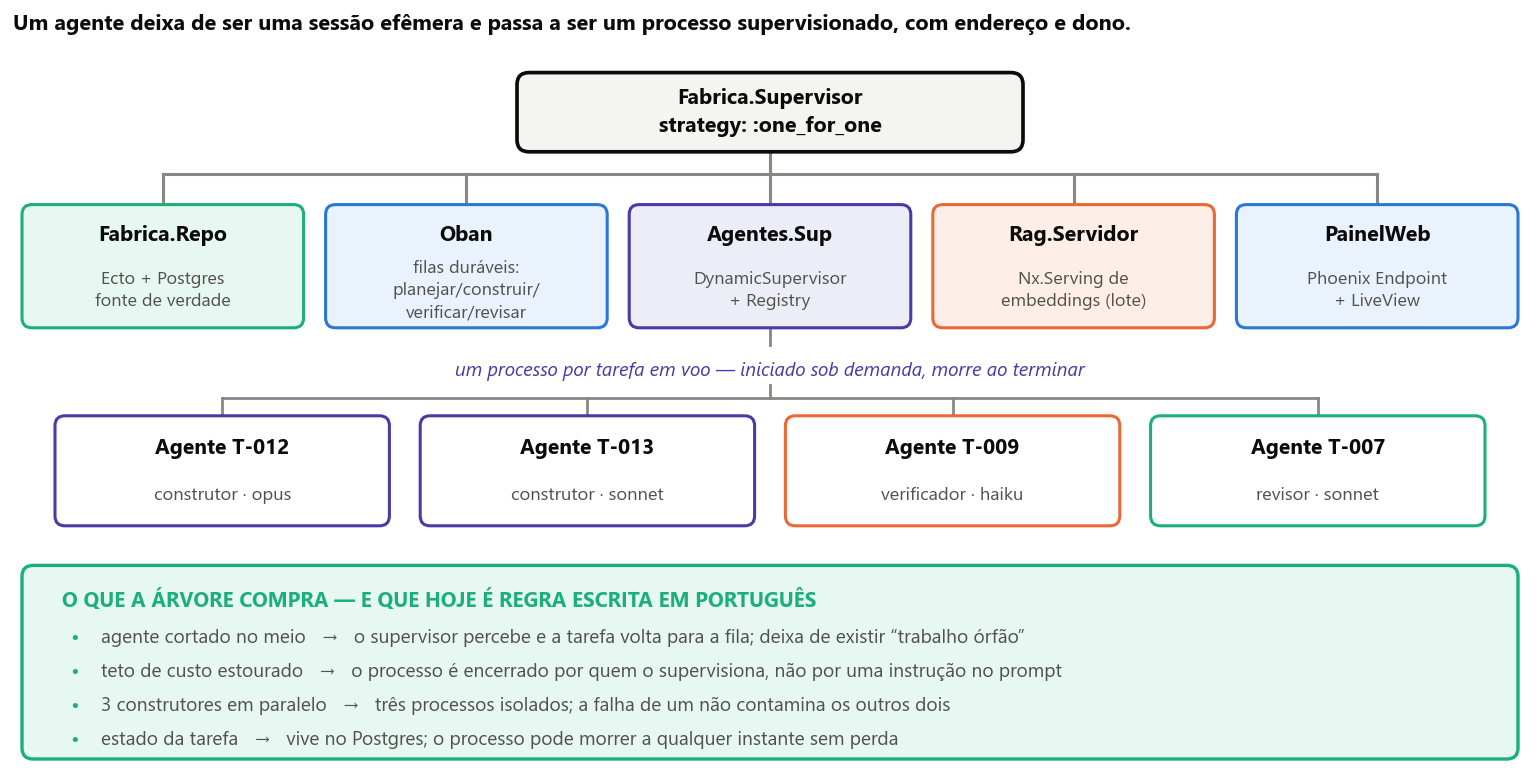 Um agente deixa de ser uma sessão efêmera e passa a ser um processo supervisionado, com endereço e dono.
Fabrica.Supervisor
strategy: :one_for_one
Fabrica.Repo
Ecto + Postgres
fonte de verdade
Oban
filas duráveis:
planejar/construir/
verificar/revisar
Agentes.Sup
DynamicSupervisor
+ Registry
Rag.Servidor
Nx.Serving de
embeddings (lote)
PainelWeb
Phoenix Endpoint
+ LiveView
um processo por tarefa em voo — iniciado sob demanda, morre ao terminar
Agente T-012
construtor · opus
Agente T-013
construtor · sonnet
Agente T-009
verificador · haiku
Agente T-007
revisor · sonnet
O QUE A ÁRVORE COMPRA — E QUE HOJE É REGRA ESCRITA EM PORTUGUÊS
• agente cortado no meio → o supervisor percebe e a tarefa volta para a fila; deixa de existir “trabalho órfão”
• teto de custo estourado → o processo é encerrado por quem o supervisiona, não por uma instrução no prompt
• 3 construtores em paralelo → três processos isolados; a falha de um não contamina os outros dois
• estado da tarefa → vive no Postgres; o processo pode morrer a qualquer instante sem perda